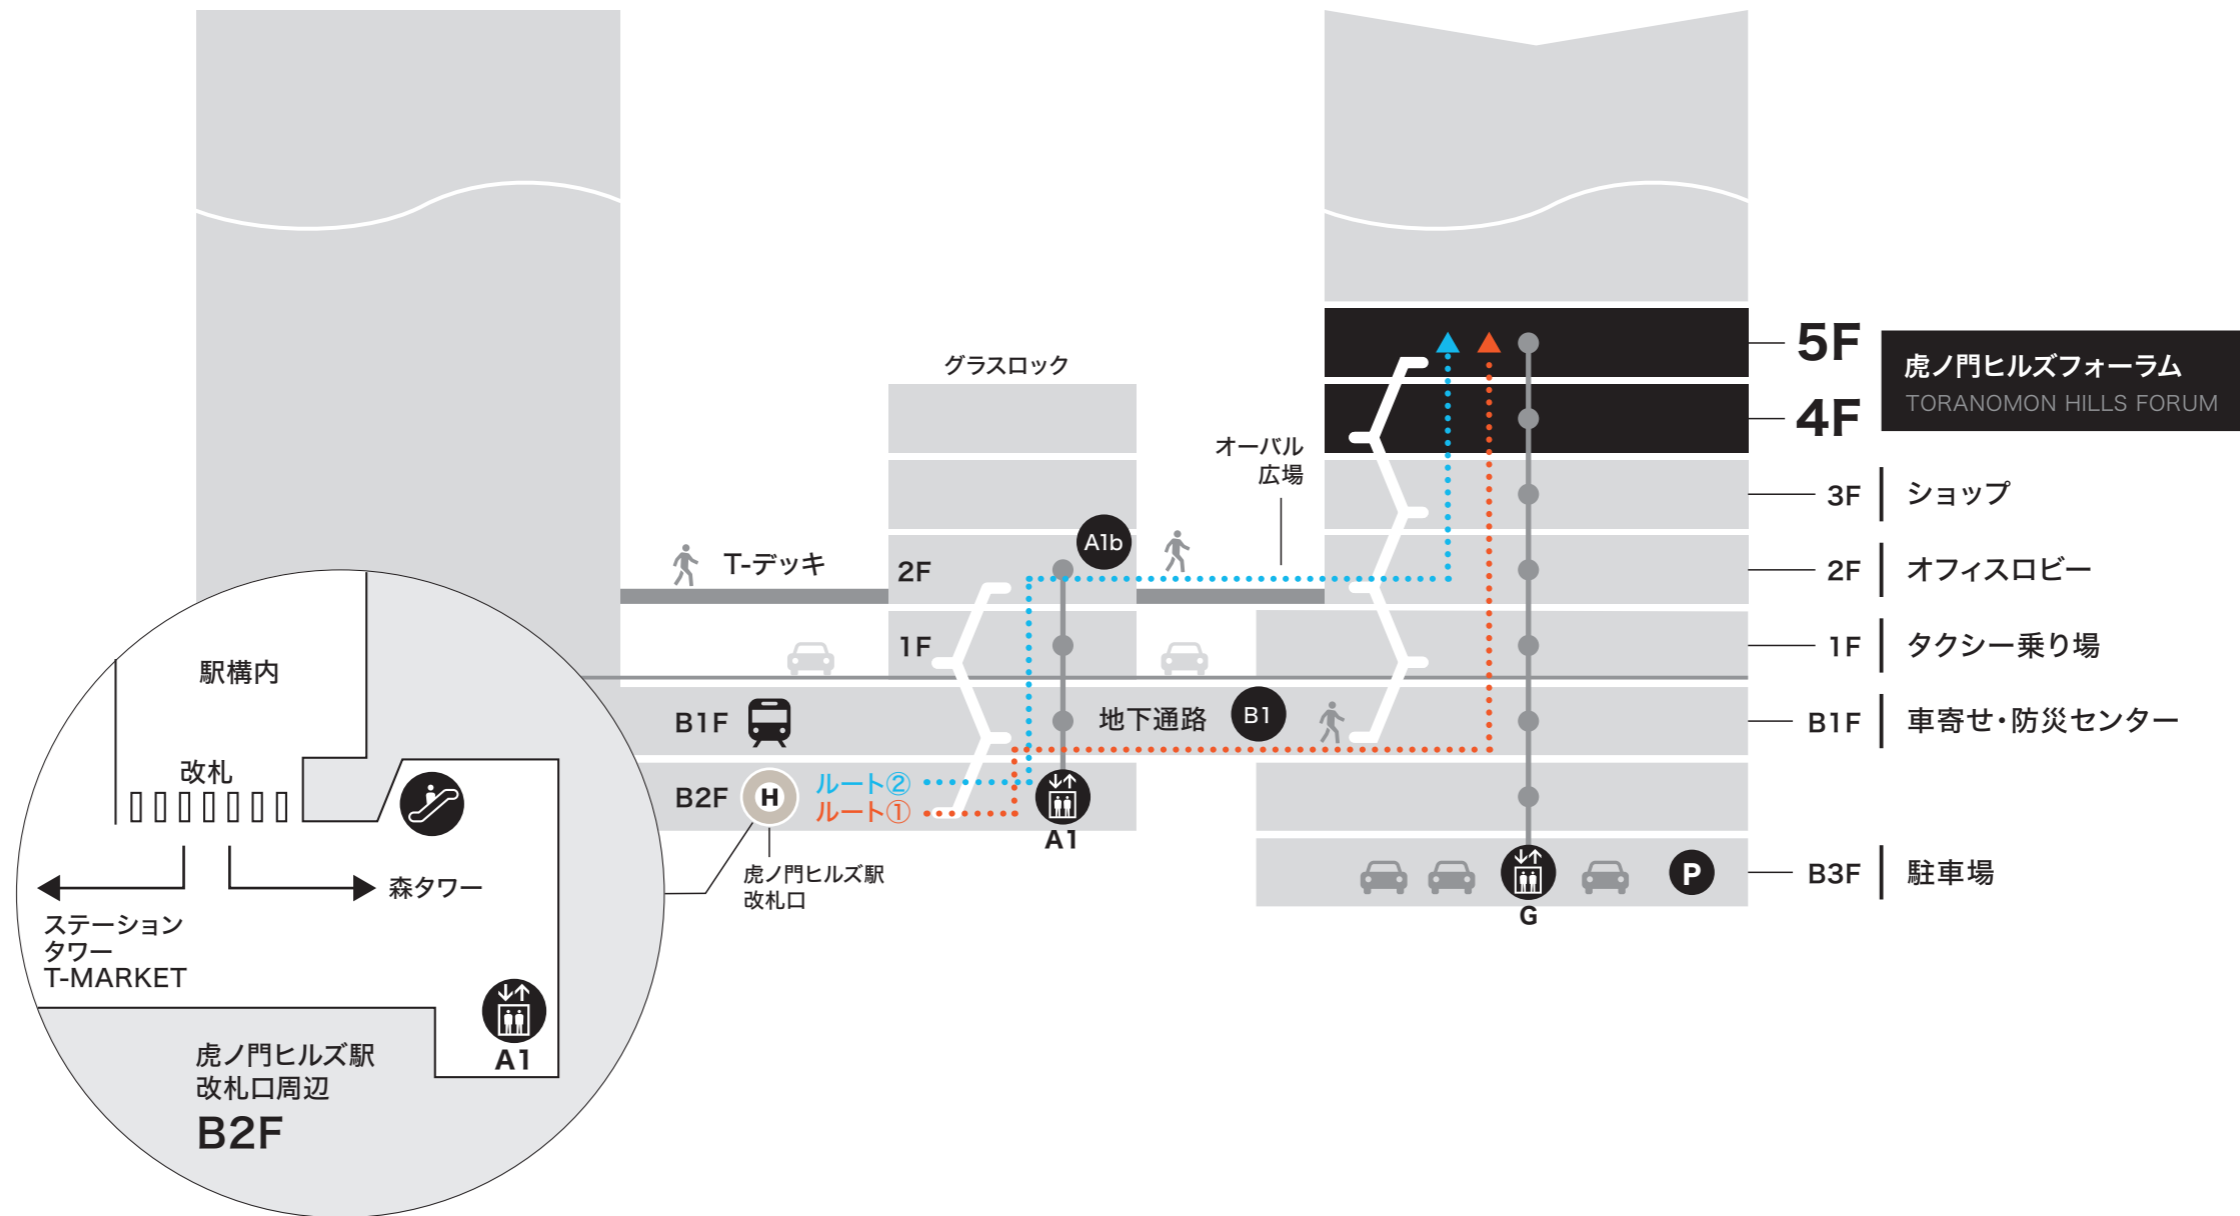 5F
虎ノ門ヒルズフォーラム
TORANOMON HILLS FORUM
4F
グラスロック
オーバル
広場
3F
ショップ
A1b
T-デッキ
2F
2F
オフィスロビー
1F
1F
タクシー乗り場
B1F
地下通路
B1
B1F
車寄せ・防災センター
B2F
H
ルート②
ルート①
A1
虎ノ門ヒルズ駅
改札口
P
G
B3F
駐車場
駅構内
改札
森タワー
ステーション
タワー
T-MARKET
A1
虎ノ門ヒルズ駅
改札口周辺
B2F